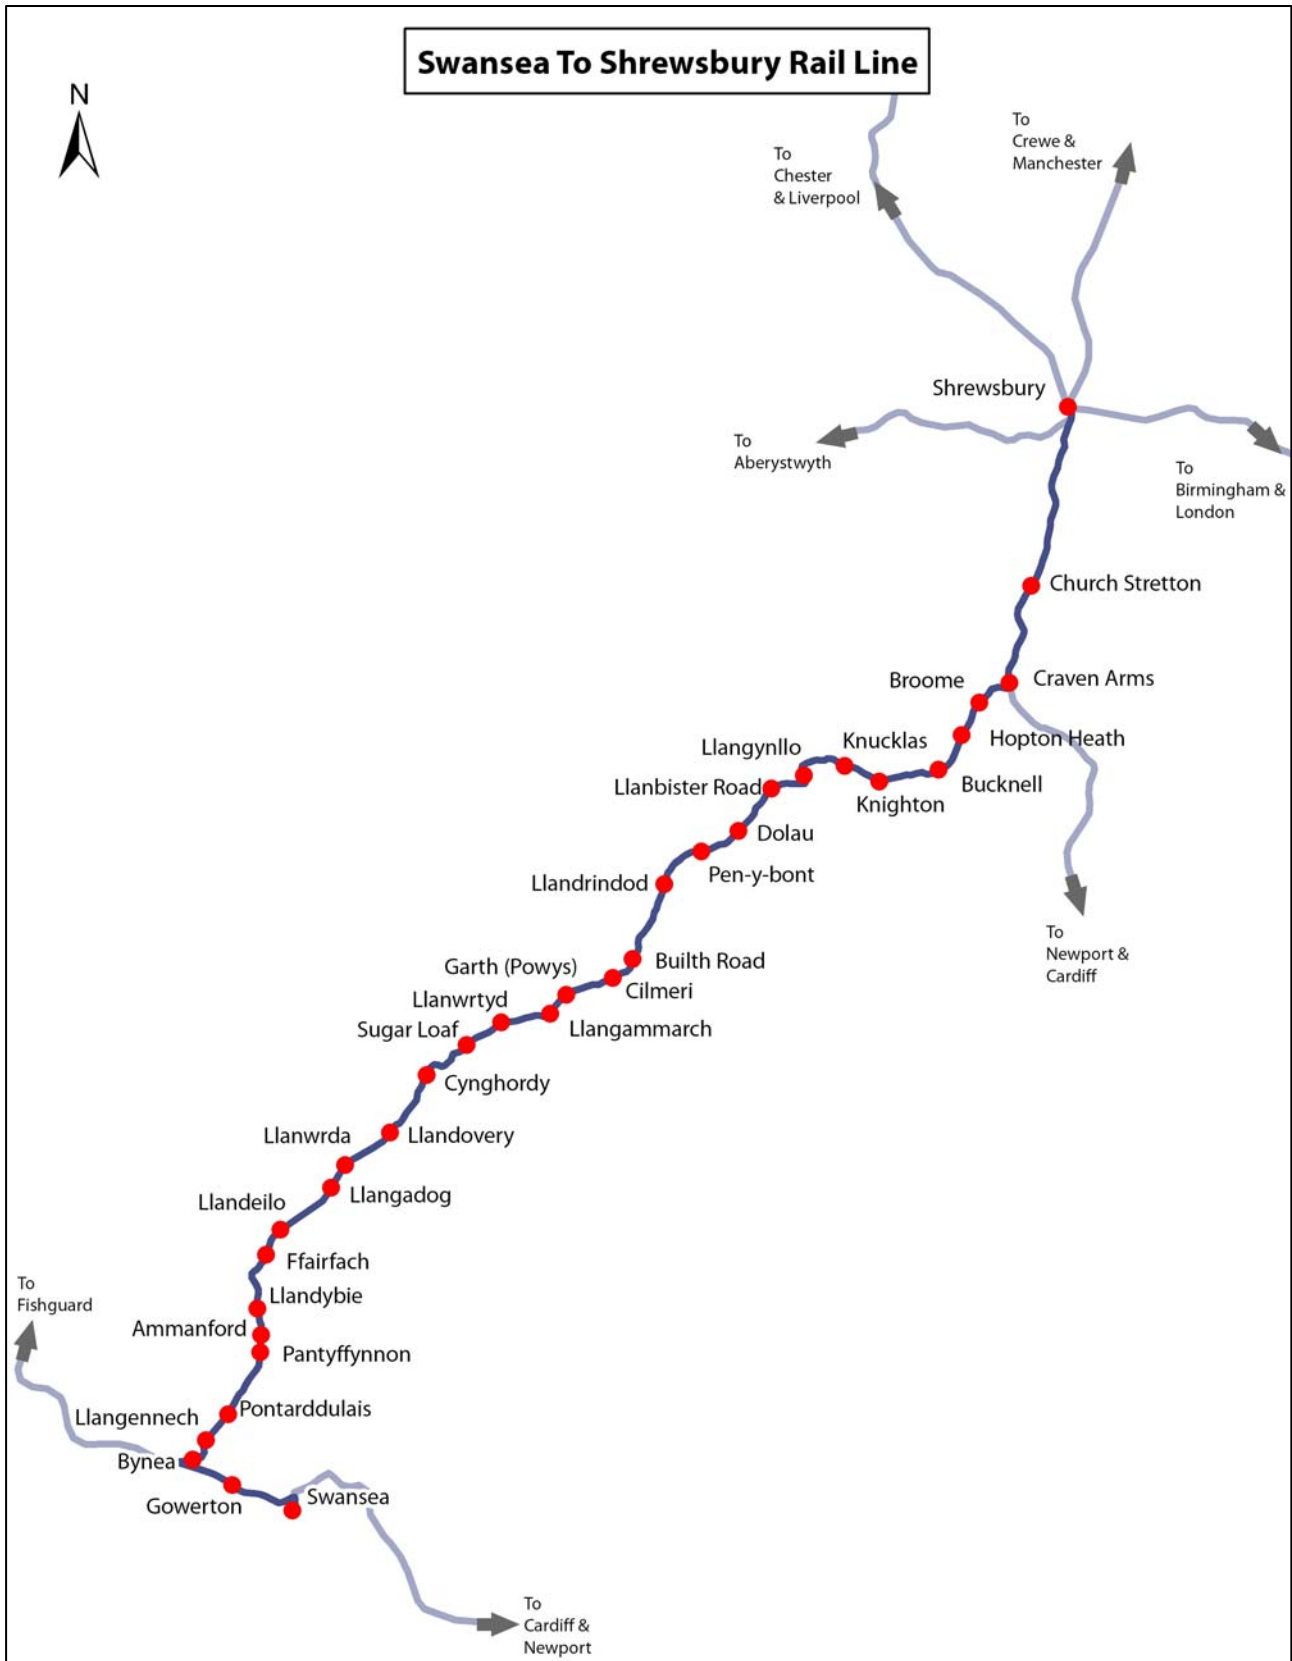 Swansea To Shrewsbury Rail Line
N
To
Crewe &
Manchester
To
Chester
& Liverpool
Shrewsbury
To
Aberystwyth
To
Birmingham &
London
Church Stretton
Craven Arms
Broome
Hopton Heath
Knucklas
Llangynllo
Bucknell
Llanbister Road
Knighton
Dolau
Pen-y-bont
Llandrindod
To
Newport &
Cardiff
Builth Road
Garth (Powys)
Cilmeri
Llanwrtyd
Llangammarch
Sugar Loaf
Cynghordy
Llanwrda
Llandovery
Llangadog
Llandeilo
Ffairfach
To
Fishguard
Llandybie
Ammanford
Pantyffynnon
Pontarddulais
Llangennech
Bynea
Swansea
Gowerton
To
Cardiff &
Newport